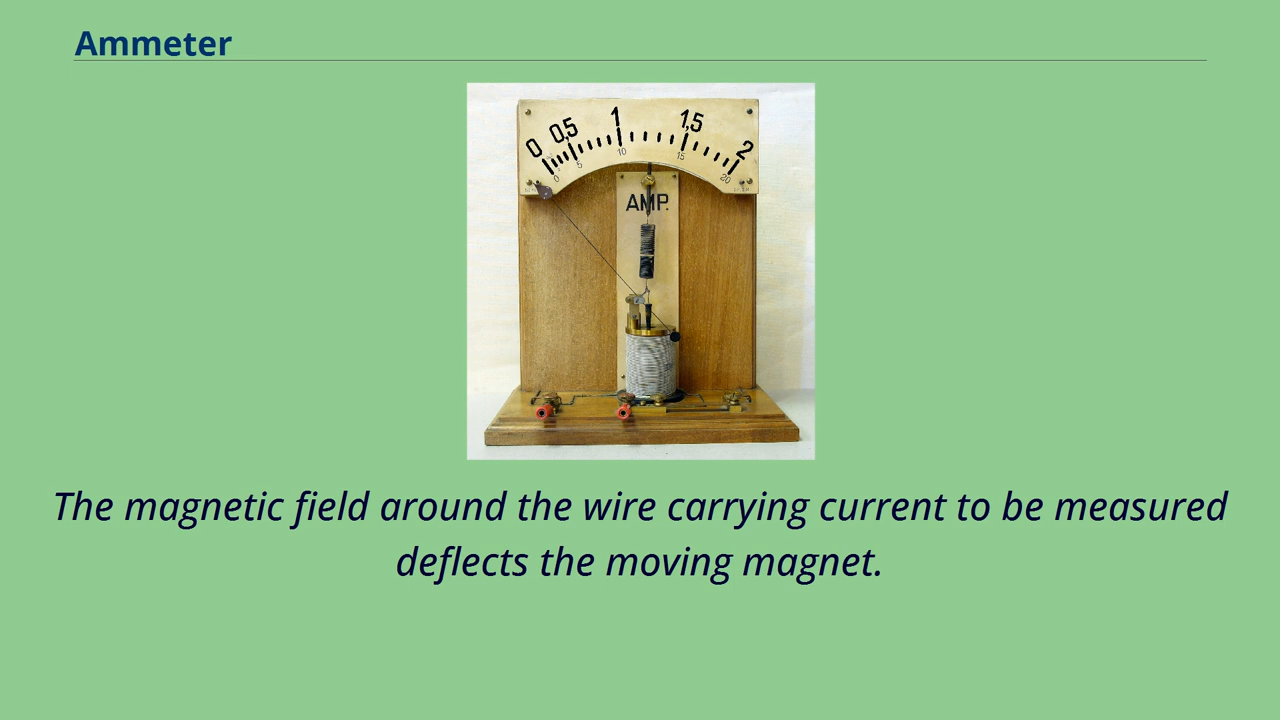 Ammeter
0 0,5 1 1,5 2
0 5 10 15 20
AMP.
The magnetic field around the wire carrying current to be measured
deflects the moving magnet.